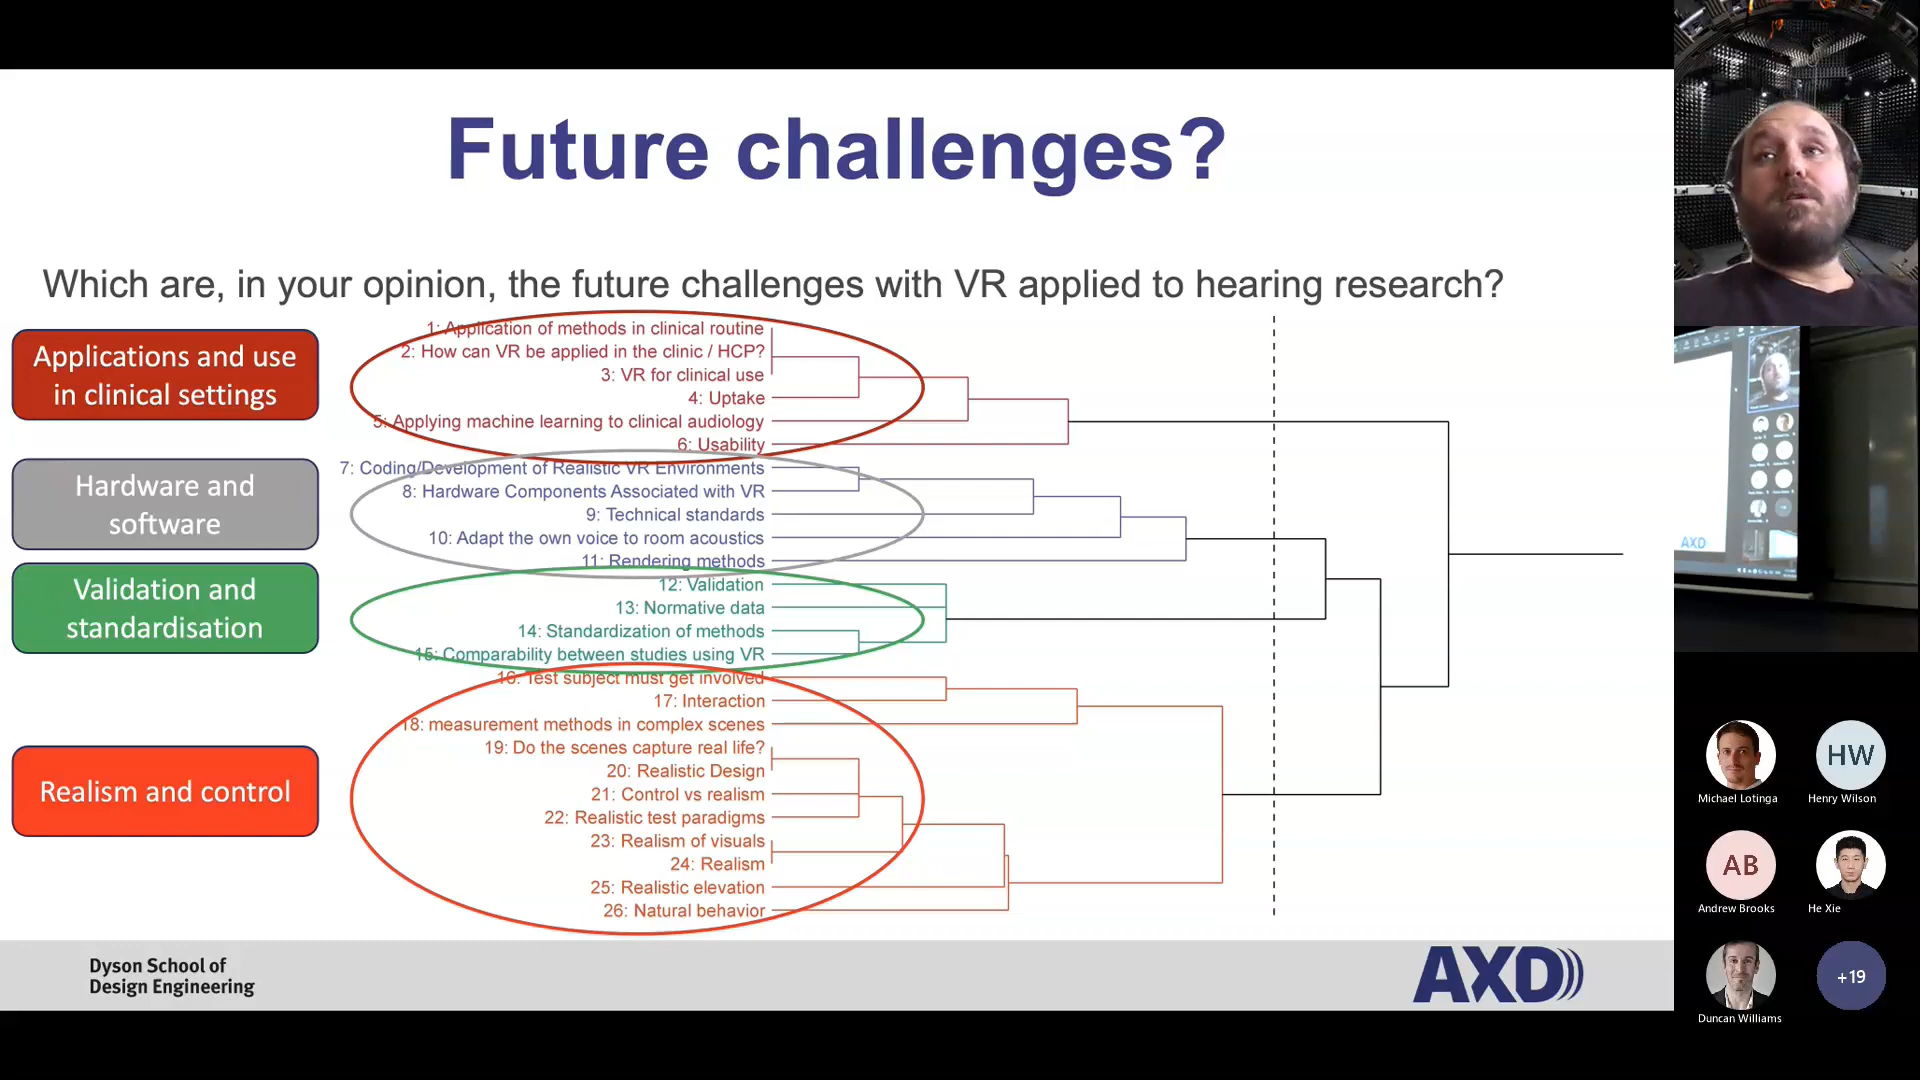 Future challenges?
Which are, in your opinion, the future challenges with VR applied to hearing research?
Applications and use
in clinical settings
Hardware and
software
Validation and
standardisation
Realism and control
1: Application of methods in clinical routine
2: How can VR be applied in the clinic / HCP?
3: VR for clinical use
4: Uptake
5: Applying machine learning to clinical audiology
6: Usability
7: Coding/Development of Realistic VR Environments
8: Hardware Components Associated with VR
9: Technical standards
10: Adapt the own voice to room acoustics
11: Rendering methods
12: Validation
13: Normative data
14: Standardization of methods
15: Comparability between studies using VR
16: Test subject must get involved
17: Interaction
18: measurement methods in complex scenes
19: Do the scenes capture real life?
20: Realistic Design
21: Control vs realism
22: Realistic test paradigms
23: Realism of visuals
24: Realism
25: Realistic elevation
26: Natural behavior
Dyson School of
Design Engineering
AXD
AXD
HW
Michael Lotinga
Henry Wilson
AB
Andrew Brooks
He Xie
+19
Duncan Williams